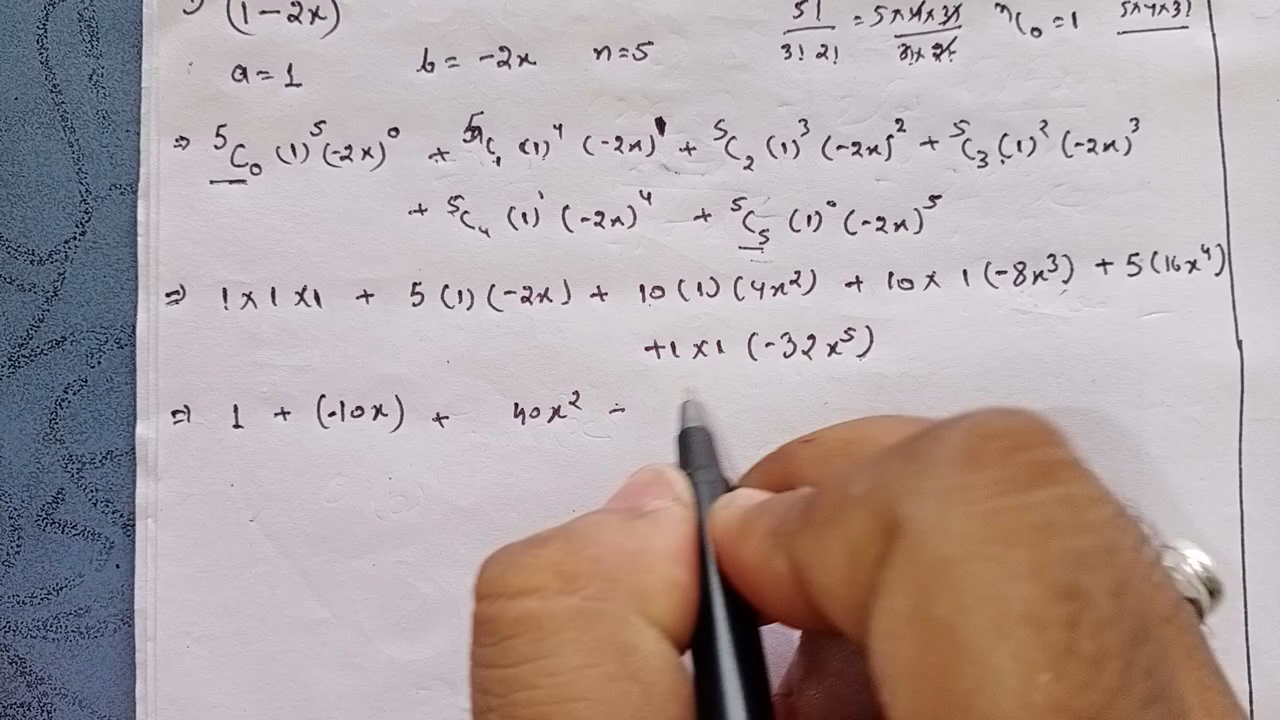 (1-2x)
5!/3! 2! = 5×4×3!/3!×2! ⁿC₀ = 1 5×4×3!
a = 1 b = -2x n = 5
⇒ ⁵C₀ (1)⁵ (-2x)⁰ + ⁵C₁ (1)⁴ (-2x)¹ + ⁵C₂ (1)³ (-2x)² + ⁵C₃ (1)² (-2x)³
+ ⁵C₄ (1)¹ (-2x)⁴ + ⁵C₅ (1)⁰ (-2x)⁵
⇒ 1 × 1 × 1 + 5 (1) (-2x) + 10 (1) (4x²) + 10 × 1 (-8x³) + 5 (16x⁴)
+ 1 × 1 (-32x⁵)
⇒ 1 + (-10x) + 40x² -